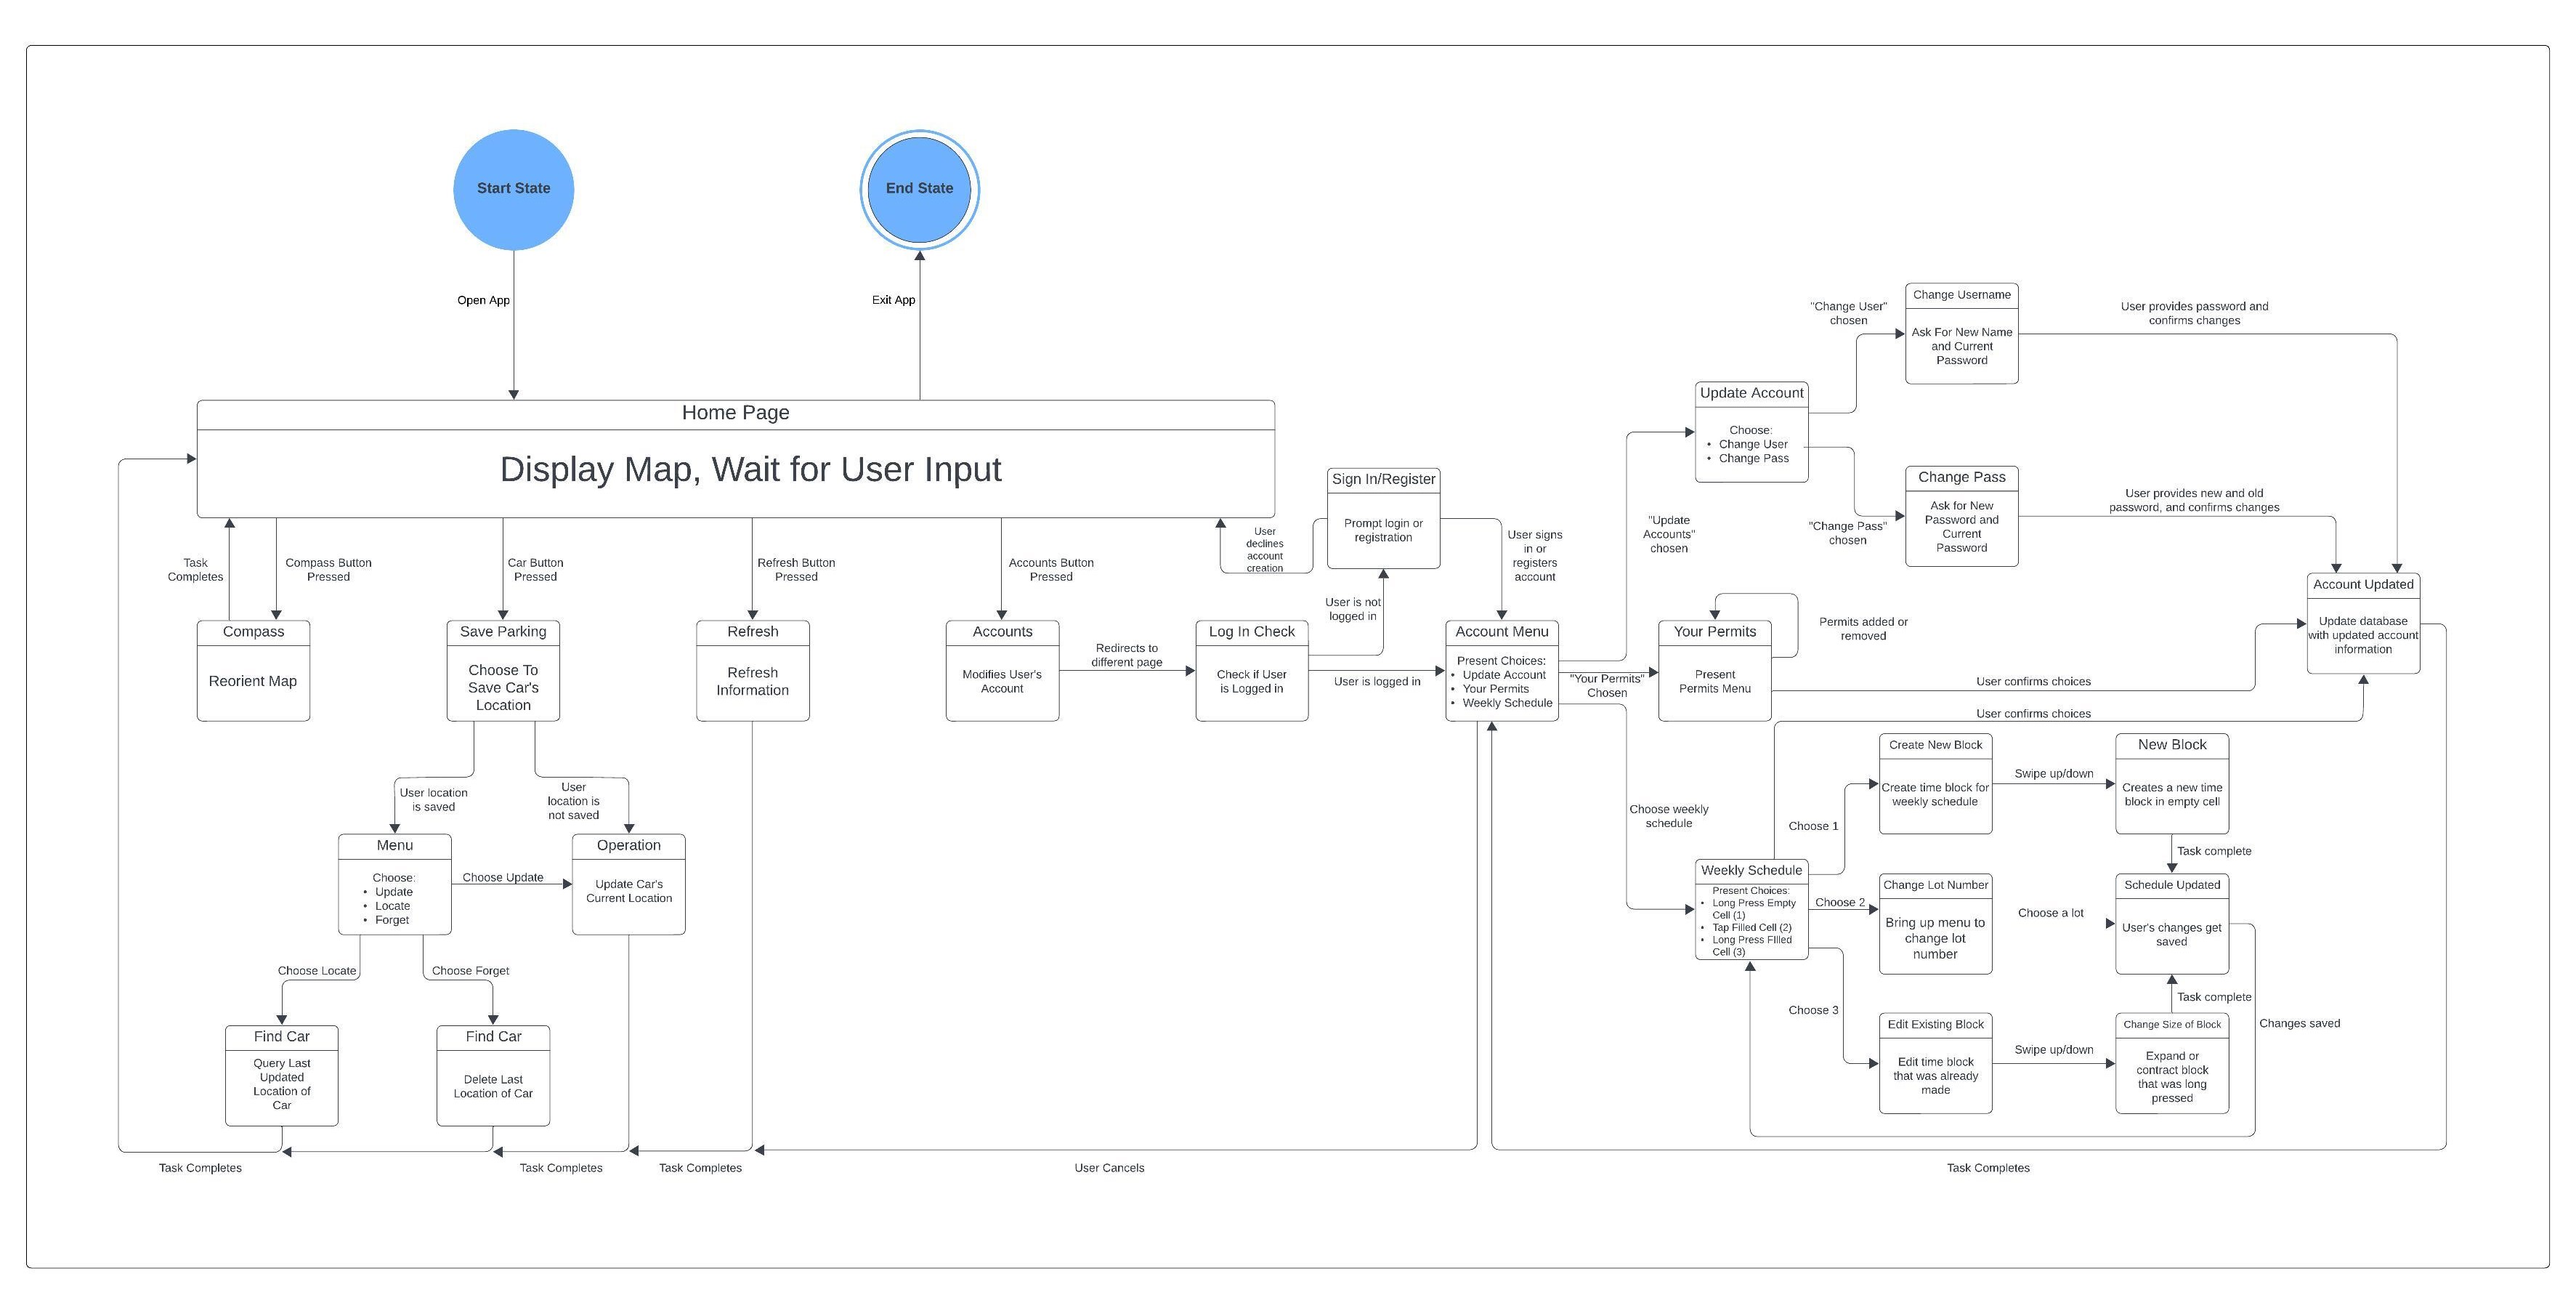 Start State
End State
Open App
Exit App
Home Page
Display Map, Wait for User Input
Task
Completes
Compass Button
Pressed
Car Button
Pressed
Refresh Button
Pressed
Accounts Button
Pressed
User
declines
account
creation
Sign In/Register
Prompt login or
registration
User signs
in or
registers
account
User is not
logged in
Compass
Reorient Map
Save Parking
Choose To
Save Car's
Location
Refresh
Refresh
Information
Accounts
Modifies User's
Account
Redirects to
different page
Log In Check
Check if User
is Logged in
User is logged in
Account Menu
Present Choices:
• Update Account
• Your Permits
• Weekly Schedule
"Update
Accounts"
chosen
"Your Permits"
Chosen
Choose weekly
schedule
Update Account
Choose:
• Change User
• Change Pass
"Change User"
chosen
"Change Pass"
chosen
Change Username
Ask For New Name
and Current
Password
User provides password and
confirms changes
Change Pass
Ask for New
Password and
Current
Password
User provides new and old
password, and confirms changes
Account Updated
Update database
with updated account
information
Your Permits
Present
Permits Menu
Permits added or
removed
User confirms choices
User confirms choices
User location
is saved
User
location is
not saved
Menu
Choose:
• Update
• Locate
• Forget
Choose Update
Operation
Update Car's
Current Location
Choose Locate
Choose Forget
Find Car
Query Last
Updated
Location of
Car
Find Car
Delete Last
Location of Car
Weekly Schedule
Present Choices:
• Long Press Empty
Cell (1)
• Tap Filled Cell (2)
• Long Press FIlled
Cell (3)
Choose 1
Choose 2
Choose 3
Create New Block
Create time block for
weekly schedule
Swipe up/down
New Block
Creates a new time
block in empty cell
Task complete
Change Lot Number
Bring up menu to
change lot
number
Choose a lot
Schedule Updated
User's changes get
saved
Task complete
Changes saved
Edit Existing Block
Edit time block
that was already
made
Swipe up/down
Change Size of Block
Expand or
contract block
that was long
pressed
Task Completes
Task Completes
Task Completes
User Cancels
Task Completes